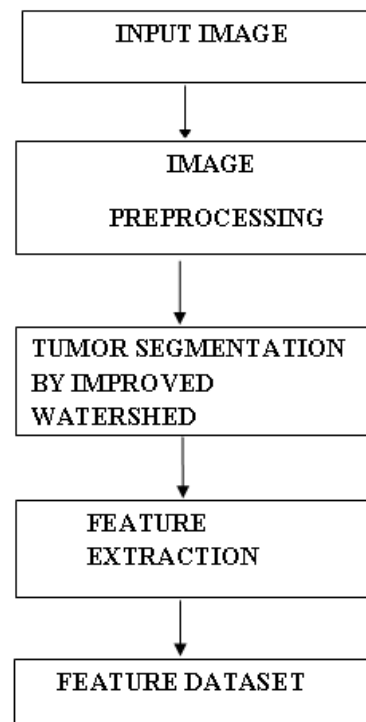 INPUT IMAGE
IMAGE
PREPROCESSING
TUMOR SEGMENTATION
BY IMPROVED
WATERSHED
FEATURE
EXTRACTION
FEATURE DATASET